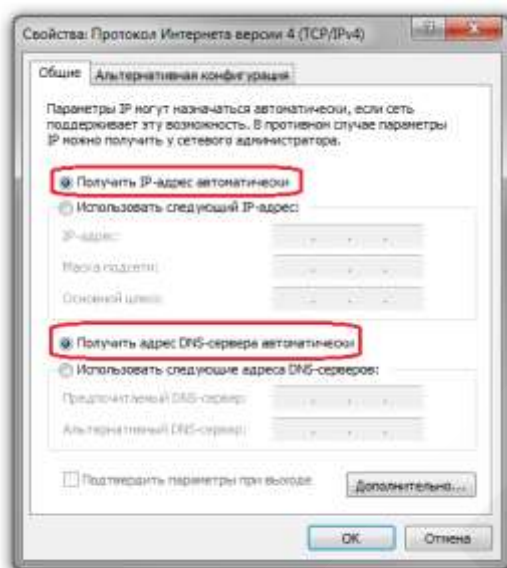 Свойства: Протокол Интернета версии 4 (TCP/IPv4)
Общие Альтернативная конфигурация
Параметры IP могут назначаться автоматически, если сеть
поддерживает эту возможность. В противном случае параметры
IP можно получить у сетевого администратора.
Получить IP-адрес автоматически
Использовать следующий IP-адрес:
IP-адрес:
Маска подсети:
Основной шлюз:
Получить адрес DNS-сервера автоматически
Использовать следующие адреса DNS-серверов:
Предпочитаемый DNS-сервер:
Альтернативный DNS-сервер:
Подтвердить параметры при выходе
Дополнительно...
ОК Отмена